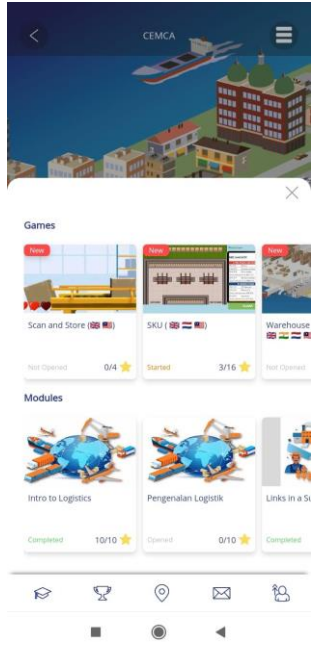 CEMCA
Games
New
New
New
Scan and Store (🇬🇧 🇲🇾)
SKU ( 🇬🇧 🇳🇱 🇲🇾)
Warehouse
Not Opened 0/4
Started 3/16
Not Opened
Modules
Intro to Logistics
Pengenalan Logistik
Links in a Su
Completed 10/10
Opened 0/10
Completed